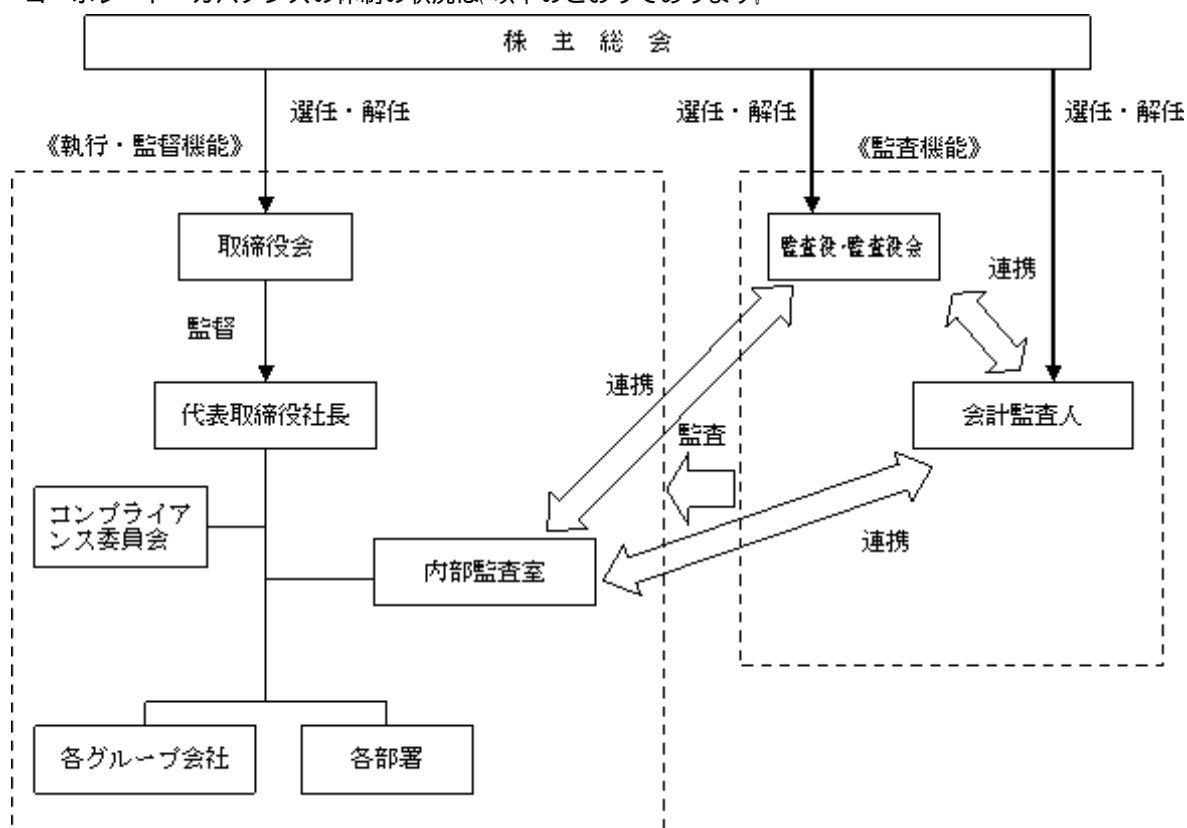 株主総会
選任・解任
選任・解任
選任・解任
《執行・監督機能》
《監査機能》
取締役会
監査役・監査役会
連携
監督
連携
代表取締役社長
会計監査人
監査
コンプライア
ンス委員会
連携
内部監査室
各グループ会社
各部署